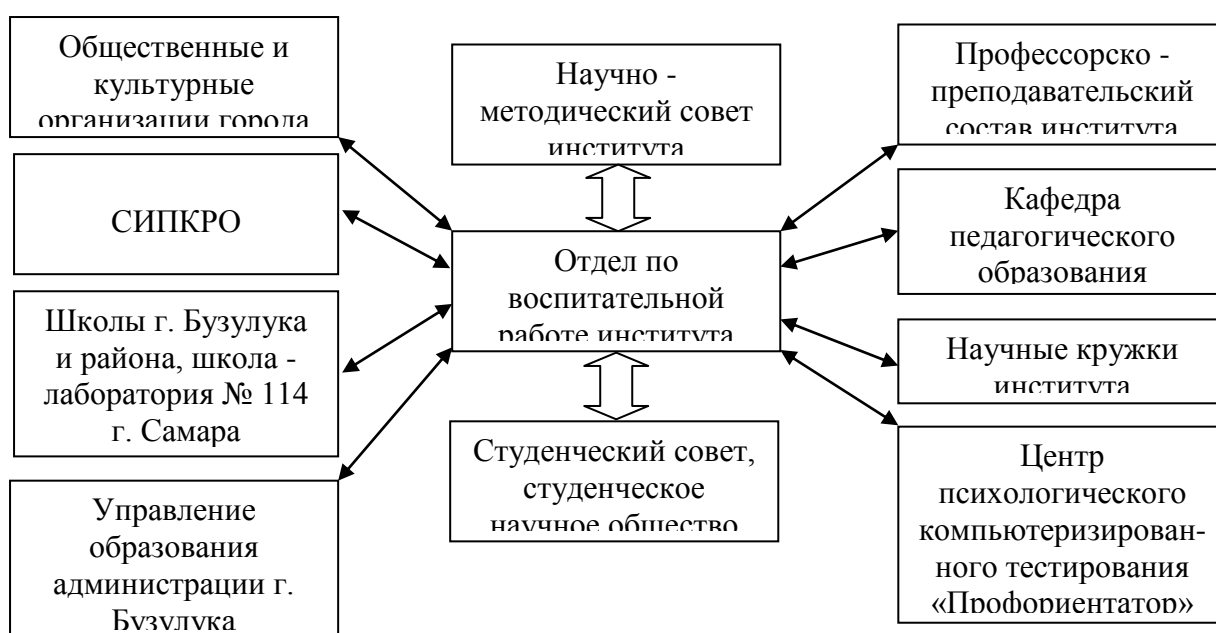 Общественные и
культурные
организации города
СИПКРО
Школы г. Бузулука
и района, школа -
лаборатория № 114
г. Самара
Управление
образования
администрации г.
Бузулука
Научно -
методический совет
института
Отдел по
воспитательной
работе института
Студенческий совет,
студенческое
научное общество
Профессорско -
преподавательский
состав института
Кафедра
педагогического
образования
Научные кружки
института
Центр
психологического
компьютеризирован-
ного тестирования
«Профориентатор»